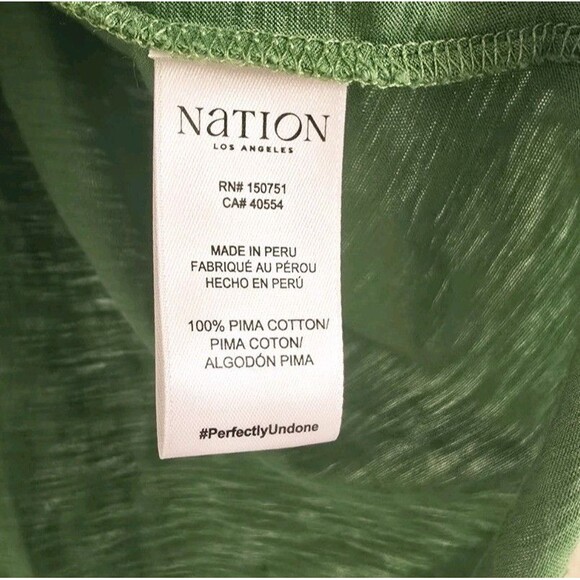 NaTION
LOS ANGELES
RN# 150751
CA# 40554
MADE IN PERU
FABRIQUÉ AU PÉROU
HECHO EN PERÚ
100% PIMA COTTON/
PIMA COTON/
ALGODÓN PIMA
#PerfectlyUndone